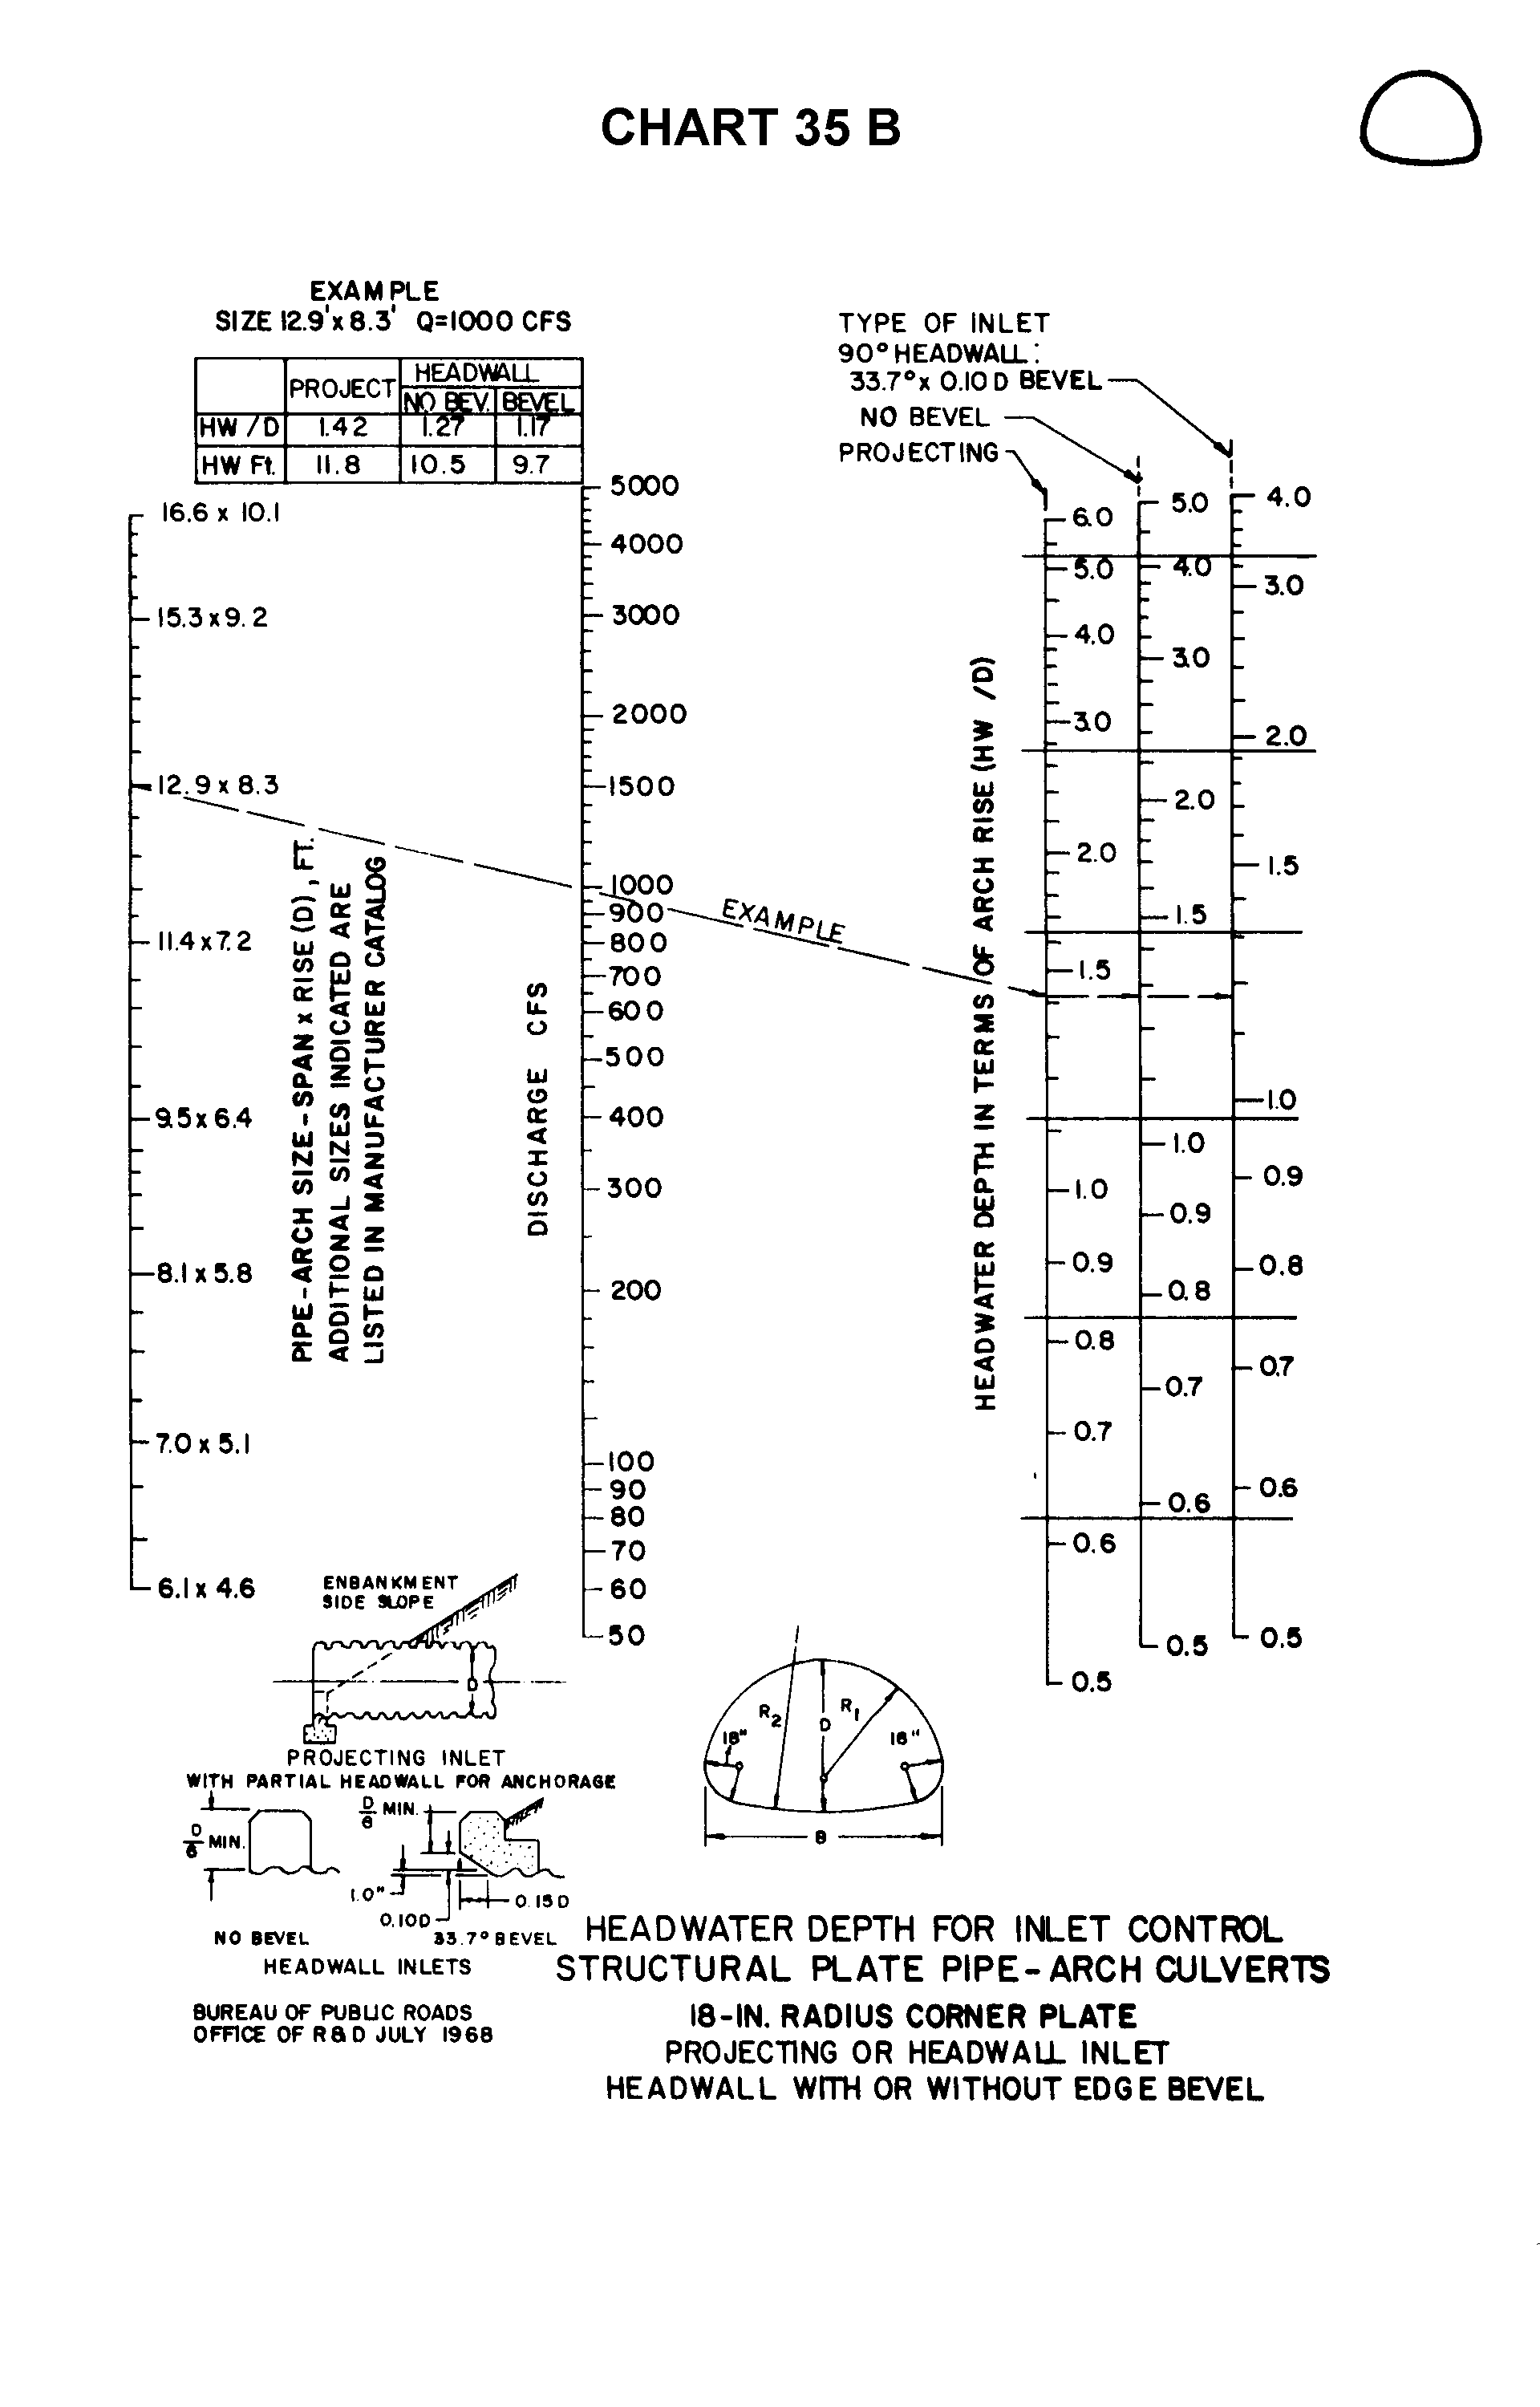 CHART 35 B
EXAMPLE
SIZE 12.9'x 8.3' Q=1000 CFS
PROJECT
HEADWALL
NO BEV. BEVEL
HW /D 1.42 1.27 1.17
HW Ft. 11.8 10.5 9.7
TYPE OF INLET
90° HEADWALL:
33.7° x 0.10 D BEVEL
NO BEVEL
PROJECTING
16.6 x 10.1
15.3 x 9.2
12.9 x 8.3
11.4 x 7.2
9.5 x 6.4
8.1 x 5.8
7.0 x 5.1
6.1 x 4.6
PIPE-ARCH SIZE-SPAN x RISE (D), FT.
ADDITIONAL SIZES INDICATED ARE
LISTED IN MANUFACTURER CATALOG
5000
4000
3000
2000
1500
1000
900
800
700
600
500
400
300
200
100
90
80
70
60
50
DISCHARGE CFS
EXAMPLE
HEADWATER DEPTH IN TERMS OF ARCH RISE (HW /D)
6.0
5.0
4.0
3.0
2.0
1.5
1.0
0.9
0.8
0.7
0.6
0.5
5.0
4.0
3.0
2.0
1.5
1.0
0.9
0.8
0.7
0.6
0.5
4.0
3.0
2.0
1.5
1.0
0.9
0.8
0.7
0.6
0.5
ENBANKMENT
SIDE SLOPE
D
PROJECTING INLET
WITH PARTIAL HEADWALL FOR ANCHORAGE
D/6 MIN.
D/6 MIN.
1.0"
0.10D
0.15D
NO BEVEL
33.7° BEVEL
HEADWALL INLETS
R2
D
R1
18"
18"
B
BUREAU OF PUBLIC ROADS
OFFICE OF R&D JULY 1968
HEADWATER DEPTH FOR INLET CONTROL
STRUCTURAL PLATE PIPE-ARCH CULVERTS
18-IN. RADIUS CORNER PLATE
PROJECTING OR HEADWALL INLET
HEADWALL WITH OR WITHOUT EDGE BEVEL